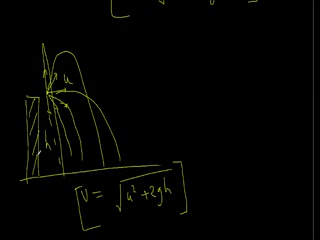 u
h
[V = √u²+2gh]